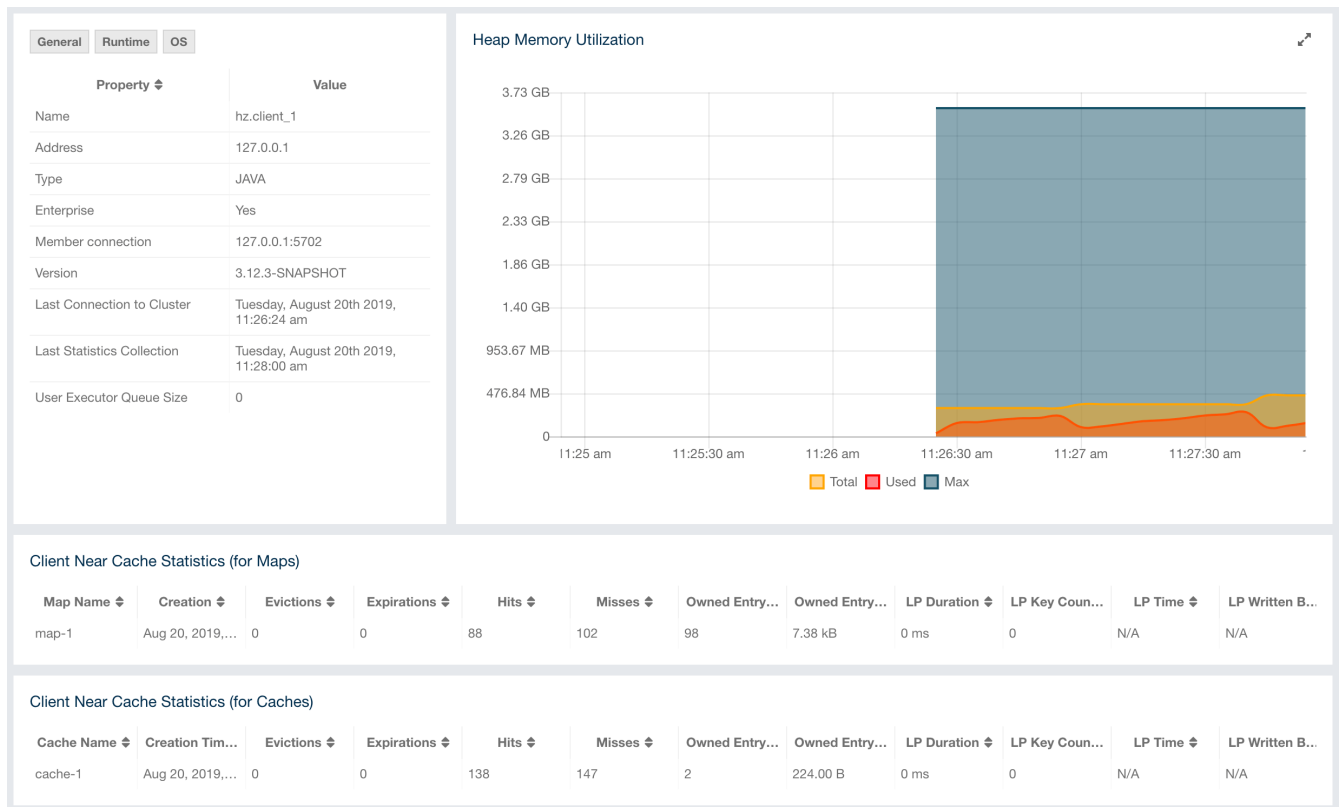 General Runtime OS
Property Value
Name hz.client_1
Address 127.0.0.1
Type JAVA
Enterprise Yes
Member connection 127.0.0.1:5702
Version 3.12.3-SNAPSHOT
Last Connection to Cluster Tuesday, August 20th 2019,
11:26:24 am
Last Statistics Collection Tuesday, August 20th 2019,
11:28:00 am
User Executor Queue Size 0
Heap Memory Utilization
3.73 GB
3.26 GB
2.79 GB
2.33 GB
1.86 GB
1.40 GB
953.67 MB
476.84 MB
0
11:25 am 11:25:30 am 11:26 am 11:26:30 am 11:27 am 11:27:30 am
Total Used Max
Client Near Cache Statistics (for Maps)
Map Name Creation Evictions Expirations Hits Misses Owned Entry... Owned Entry... LP Duration LP Key Coun... LP Time LP Written B...
map-1 Aug 20, 2019,... 0 0 88 102 98 7.38 kB 0 ms 0 N/A N/A
Client Near Cache Statistics (for Caches)
Cache Name Creation Tim... Evictions Expirations Hits Misses Owned Entry... Owned Entry... LP Duration LP Key Coun... LP Time LP Written B...
cache-1 Aug 20, 2019,... 0 0 138 147 2 224.00 B 0 ms 0 N/A N/A